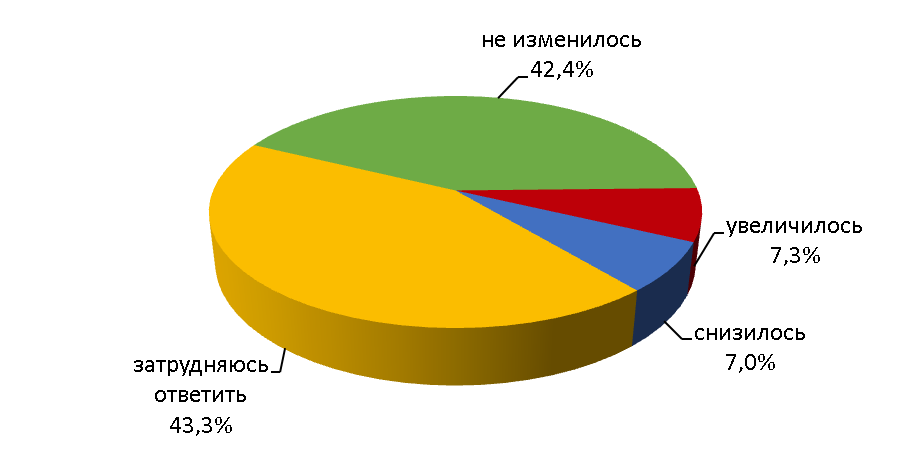 не изменилось
42,4%
увеличилось
7,3%
снизилось
7,0%
затрудняюсь
ответить
43,3%